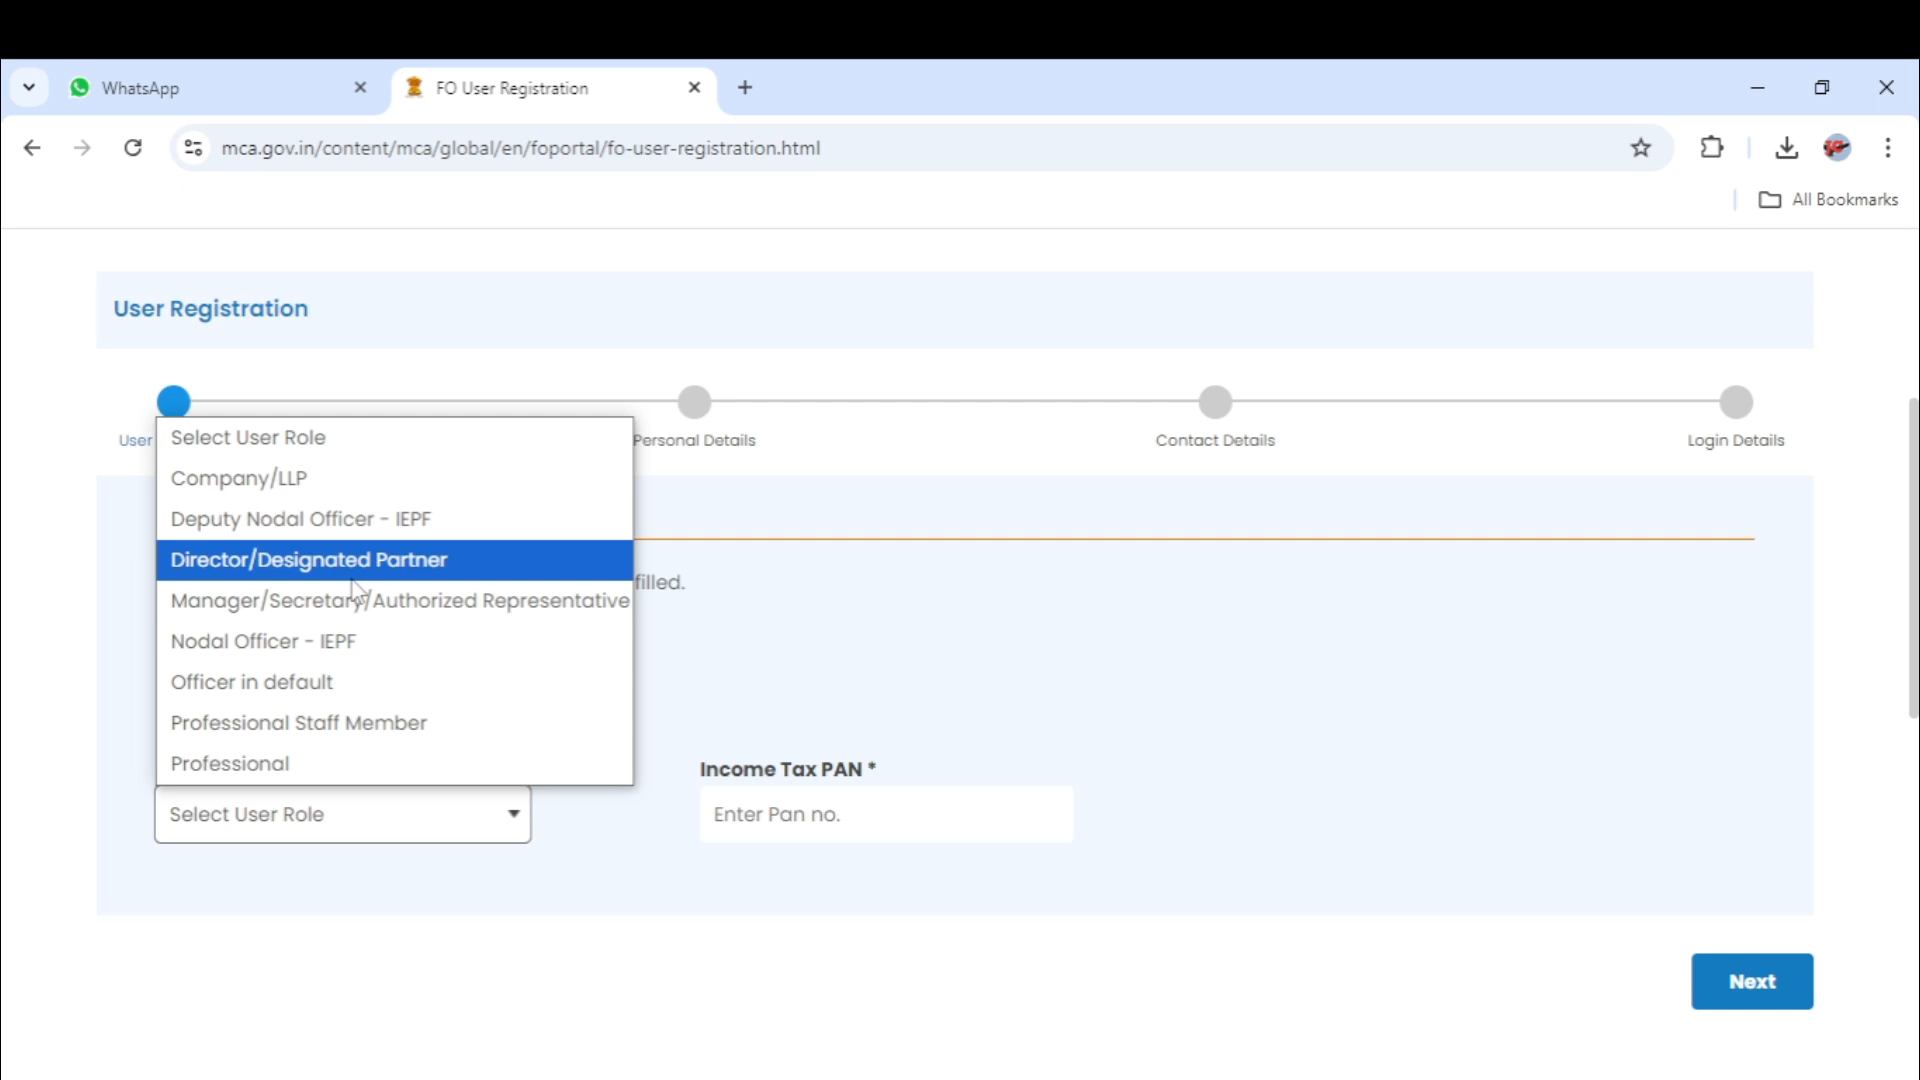 WhatsApp
FO User Registration
mca.gov.in/content/mca/global/en/foportal/fo-user-registration.html
All Bookmarks
User Registration
User
Personal Details
Contact Details
Login Details
Select User Role
Company/LLP
Deputy Nodal Officer - IEPF
Director/Designated Partner
filled.
Manager/Secretary/Authorized Representative
Nodal Officer - IEPF
Officer in default
Professional Staff Member
Professional
Income Tax PAN *
Select User Role
Enter Pan no.
Next